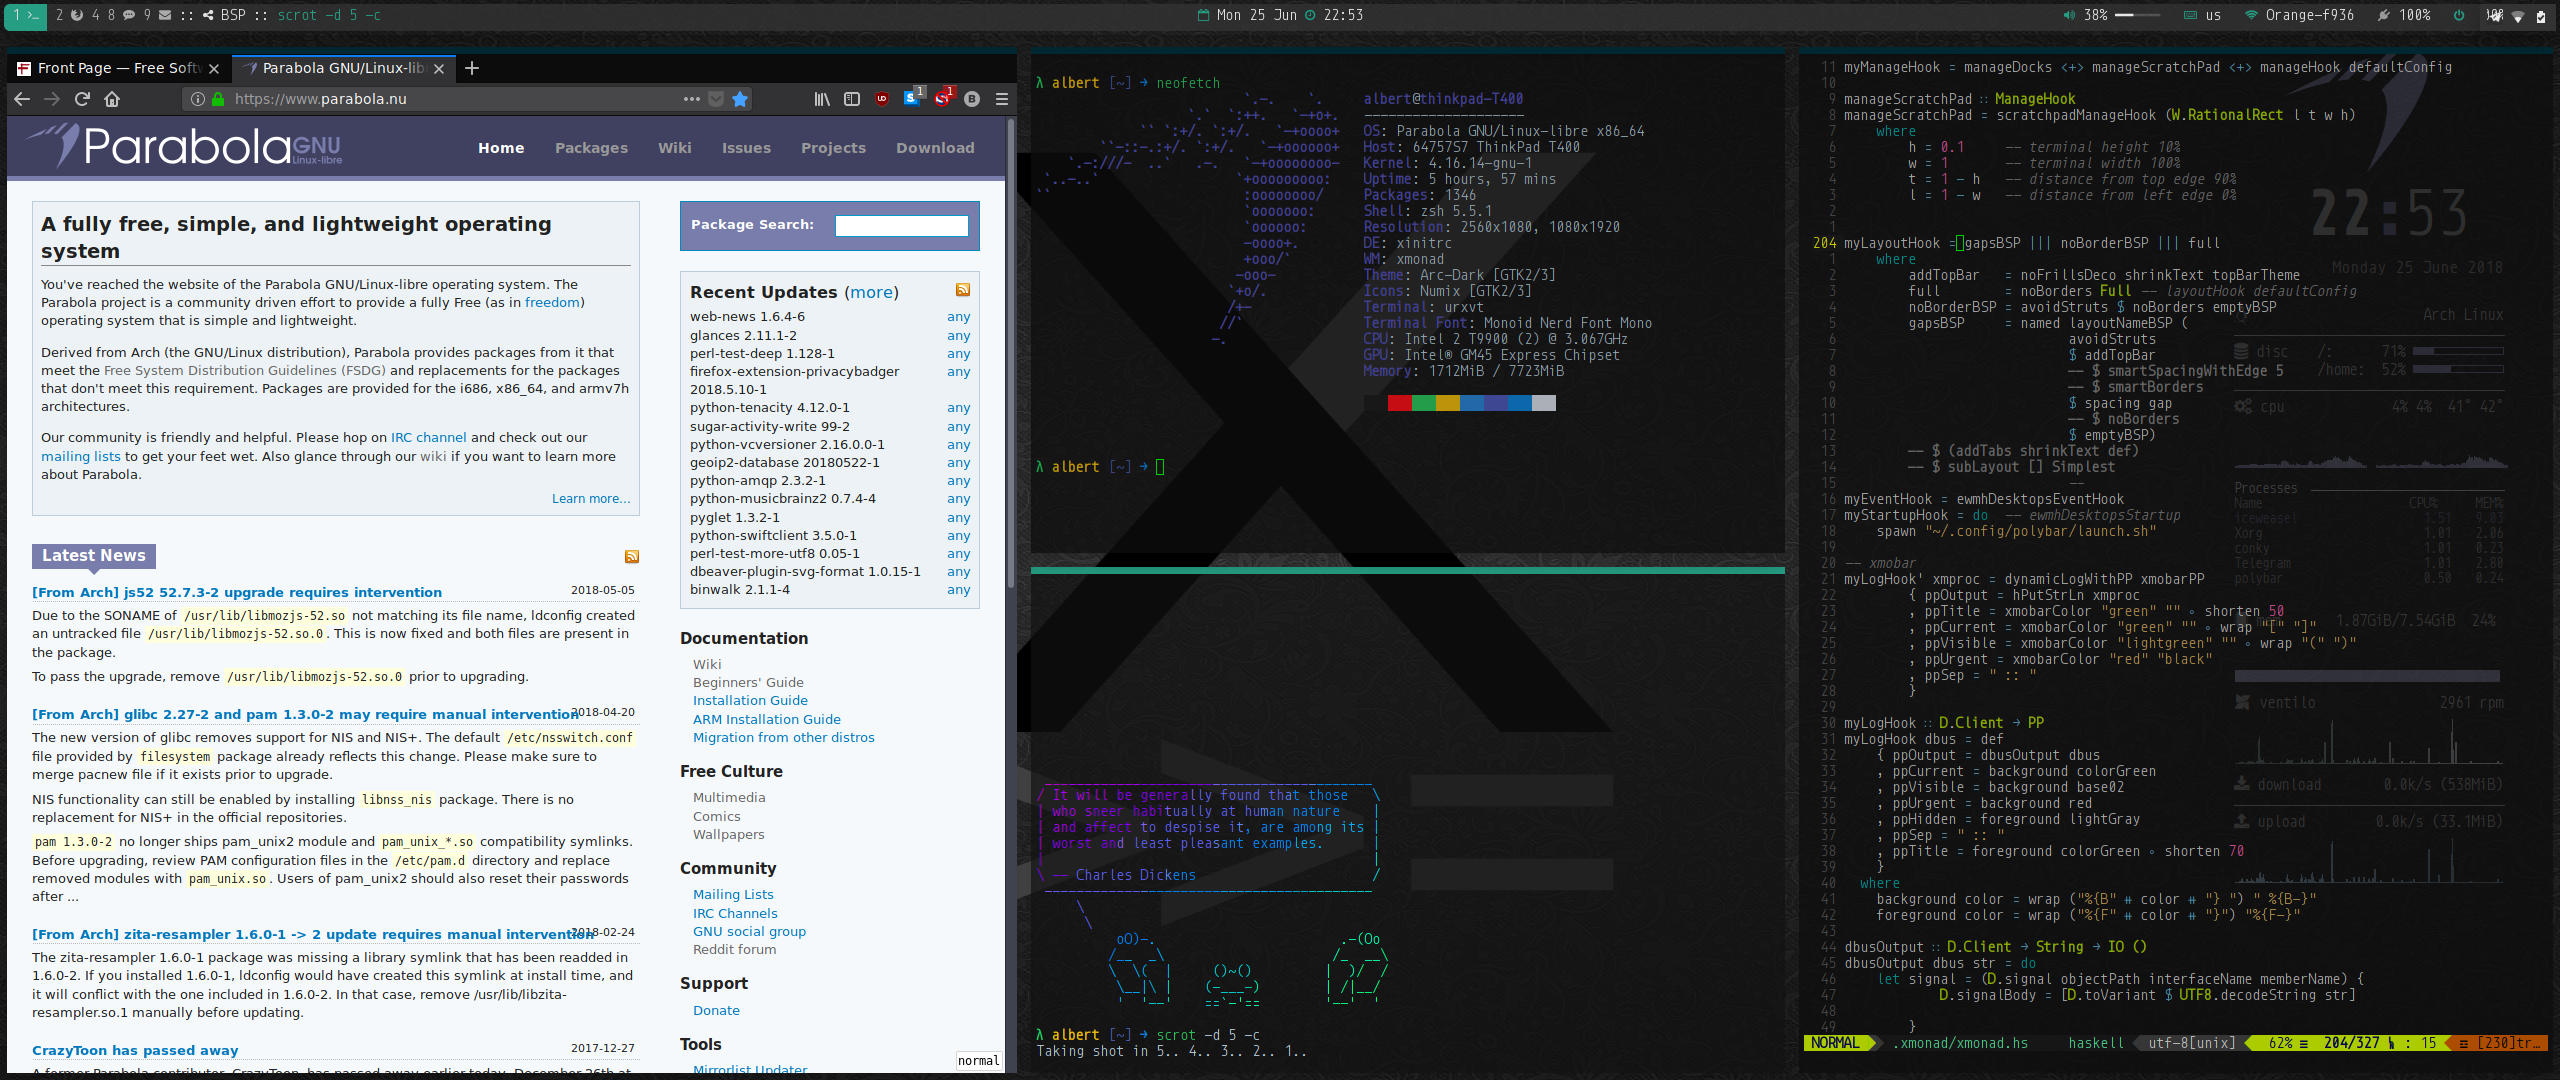 1 2 4 8 9 :: BSP :: scrot -d 5 -c
Mon 25 Jun 22:53
38% us Orange-f936 100%
Front Page — Free Softw
Parabola GNU/Linux-lib
https://www.parabola.nu
Parabola GNU Linux-libre
Home Packages Wiki Issues Projects Download
A fully free, simple, and lightweight operating
system
You've reached the website of the Parabola GNU/Linux-libre operating system. The
Parabola project is a community driven effort to provide a fully Free (as in freedom)
operating system that is simple and lightweight.
Derived from Arch (the GNU/Linux distribution), Parabola provides packages from it that
meet the Free System Distribution Guidelines (FSDG) and replacements for the packages
that don't meet this requirement. Packages are provided for the i686, x86_64, and armv7h
architectures.
Our community is friendly and helpful. Please hop on IRC channel and check out our
mailing lists to get your feet wet. Also glance through our wiki if you want to learn more
about Parabola.
Learn more...
Latest News
[From Arch] js52 52.7.3-2 upgrade requires intervention 2018-05-05
Due to the SONAME of /usr/lib/libmozjs-52.so not matching its file name, ldconfig created
an untracked file /usr/lib/libmozjs-52.so.0. This is now fixed and both files are present in
the package.
To pass the upgrade, remove /usr/lib/libmozjs-52.so.0 prior to upgrading.
[From Arch] glibc 2.27-2 and pam 1.3.0-2 may require manual intervention 2018-04-20
The new version of glibc removes support for NIS and NIS+. The default /etc/nsswitch.conf
file provided by filesystem package already reflects this change. Please make sure to
merge pacnew file if it exists prior to upgrade.
NIS functionality can still be enabled by installing libnss_nis package. There is no
replacement for NIS+ in the official repositories.
pam 1.3.0-2 no longer ships pam_unix2 module and pam_unix_*.so compatibility symlinks.
Before upgrading, review PAM configuration files in the /etc/pam.d directory and replace
removed modules with pam_unix.so. Users of pam_unix2 should also reset their passwords
after ...
[From Arch] zita-resampler 1.6.0-1 -> 2 update requires manual intervention 2018-02-24
The zita-resampler 1.6.0-1 package was missing a library symlink that has been readded in
1.6.0-2. If you installed 1.6.0-1, ldconfig would have created this symlink at install time, and
it will conflict with the one included in 1.6.0-2. In that case, remove /usr/lib/libzita-
resampler.so.1 manually before updating.
CrazyToon has passed away 2017-12-27
Package Search:
Recent Updates (more)
web-news 1.6.4-6 any
glances 2.11.1-2 any
perl-test-deep 1.128-1 any
firefox-extension-privacybadger any
2018.5.10-1
python-tenacity 4.12.0-1 any
sugar-activity-write 99-2 any
python-vcversioner 2.16.0.0-1 any
geoip2-database 20180522-1 any
python-amqp 2.3.2-1 any
python-musicbrainz2 0.7.4-4 any
pyglet 1.3.2-1 any
python-swiftclient 3.5.0-1 any
perl-test-more-utf8 0.05-1 any
dbeaver-plugin-svg-format 1.0.15-1 any
binwalk 2.1.1-4 any
Documentation
Wiki
Beginners' Guide
Installation Guide
ARM Installation Guide
Migration from other distros
Free Culture
Multimedia
Comics
Wallpapers
Community
Mailing Lists
IRC Channels
GNU social group
Reddit forum
Support
Donate
Tools
Mirrorlist Updater
normal
λ albert [~] → neofetch
albert@thinkpad-T400
--------------------
OS: Parabola GNU/Linux-libre x86_64
Host: 64757S7 ThinkPad T400
Kernel: 4.16.14-gnu-1
Uptime: 5 hours, 57 mins
Packages: 1346
Shell: zsh 5.5.1
Resolution: 2560x1080, 1080x1920
DE: xinitrc
WM: xmonad
Theme: Arc-Dark [GTK2/3]
Icons: Numix [GTK2/3]
Terminal: urxvt
Terminal Font: Monoid Nerd Font Mono
CPU: Intel 2 T9900 (2) @ 3.067GHz
GPU: Intel® GM45 Express Chipset
Memory: 1712MiB / 7723MiB
λ albert [~] →
/ It will be generally found that those \
| who sneer habitually at human nature |
| and affect to despise it, are among its |
| worst and least pleasant examples. |
| |
\ -- Charles Dickens /
λ albert [~] → scrot -d 5 -c
Taking shot in 5.. 4.. 3.. 2.. 1..
11 myManageHook = manageDocks <+> manageScratchPad <+> manageHook defaultConfig
10
9 manageScratchPad :: ManageHook
8 manageScratchPad = scratchpadManageHook (W.RationalRect l t w h)
7 where
6 h = 0.1 -- terminal height 10%
5 w = 1 -- terminal width 100%
4 t = 1 - h -- distance from top edge 90%
3 l = 1 - w -- distance from left edge 0%
2
1
204 myLayoutHook = gapsBSP ||| noBorderBSP ||| full
1 where
2 addTopBar = noFrillsDeco shrinkText topBarTheme
3 full = noBorders Full -- layoutHook defaultConfig
4 noBorderBSP = avoidStruts $ noBorders emptyBSP
5 gapsBSP = named layoutNameBSP (
6 avoidStruts
7 $ addTopBar
8 -- $ smartSpacingWithEdge 5
9 -- $ smartBorders
10 $ spacing gap
11 -- $ noBorders
12 $ emptyBSP)
13 -- $ (addTabs shrinkText def)
14 -- $ subLayout [] Simplest
15 --
16 myEventHook = ewmhDesktopsEventHook
17 myStartupHook = do -- ewmhDesktopsStartup
18 spawn "~/.config/polybar/launch.sh"
19
20 -- xmobar
21 myLogHook' xmproc = dynamicLogWithPP xmobarPP
22 { ppOutput = hPutStrLn xmproc
23 , ppTitle = xmobarColor "green" "" . shorten 50
24 , ppCurrent = xmobarColor "green" "" . wrap "[" "]"
25 , ppVisible = xmobarColor "lightgreen" "" . wrap "(" ")"
26 , ppUrgent = xmobarColor "red" "black"
27 , ppSep = " :: "
28 }
29
30 myLogHook :: D.Client → PP
31 myLogHook dbus = def
32 { ppOutput = dbusOutput dbus
33 , ppCurrent = background colorGreen
34 , ppVisible = background base02
35 , ppUrgent = background red
36 , ppHidden = foreground lightGray
37 , ppSep = " :: "
38 , ppTitle = foreground colorGreen . shorten 70
39 }
40 where
41 background color = wrap ("%{B" ++ color ++ "} ") " %{B-}"
42 foreground color = wrap ("%{F" ++ color ++ "}") "%{F-}"
43
44 dbusOutput :: D.Client → String → IO ()
45 dbusOutput dbus str = do
46 let signal = (D.signal objectPath interfaceName memberName) {
47 D.signalBody = [D.toVariant $ UTF8.decodeString str]
48
49 }
NORMAL .xmonad/xmonad.hs haskell utf-8[unix] 62% 204/327 : 15 [230]tr…
22:53
Monday 25 June 2018
Arch Linux
disc /: 71%
/home: 52%
cpu 4% 4% 41° 42°
Processes
Name CPU% MEM%
iceweasel 1.51 9.03
Xorg 1.01 2.06
conky 1.01 0.23
Telegram 1.01 2.80
polybar 0.50 0.24
1.87GiB/7.54GiB 24%
ventilo 2961 rpm
download 0.0k/s (538MiB)
upload 0.0k/s (33.1MiB)